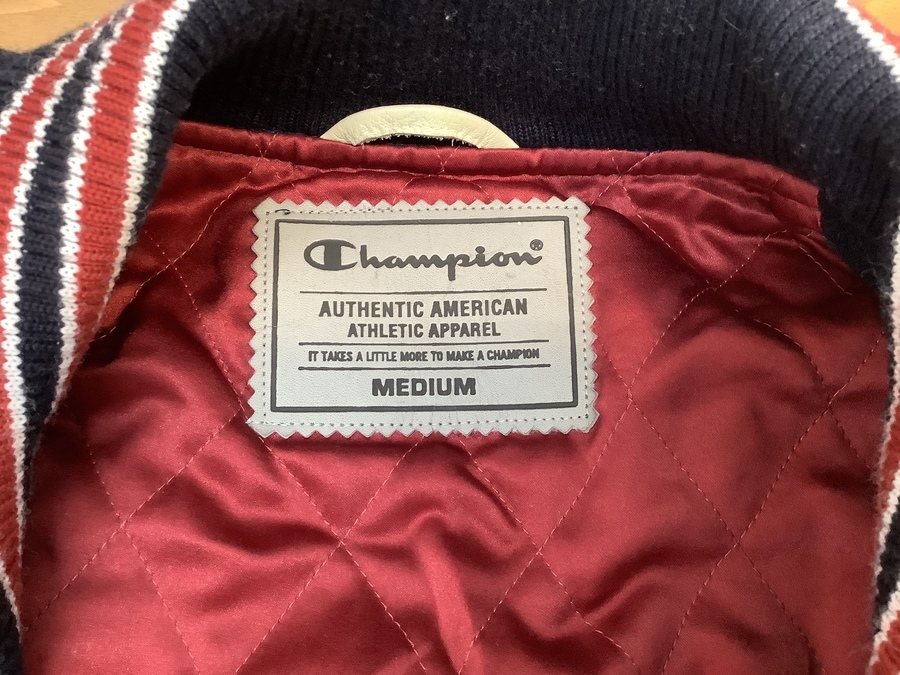 Champion®
AUTHENTIC AMERICAN
ATHLETIC APPAREL
IT TAKES A LITTLE MORE TO MAKE A CHAMPION
MEDIUM